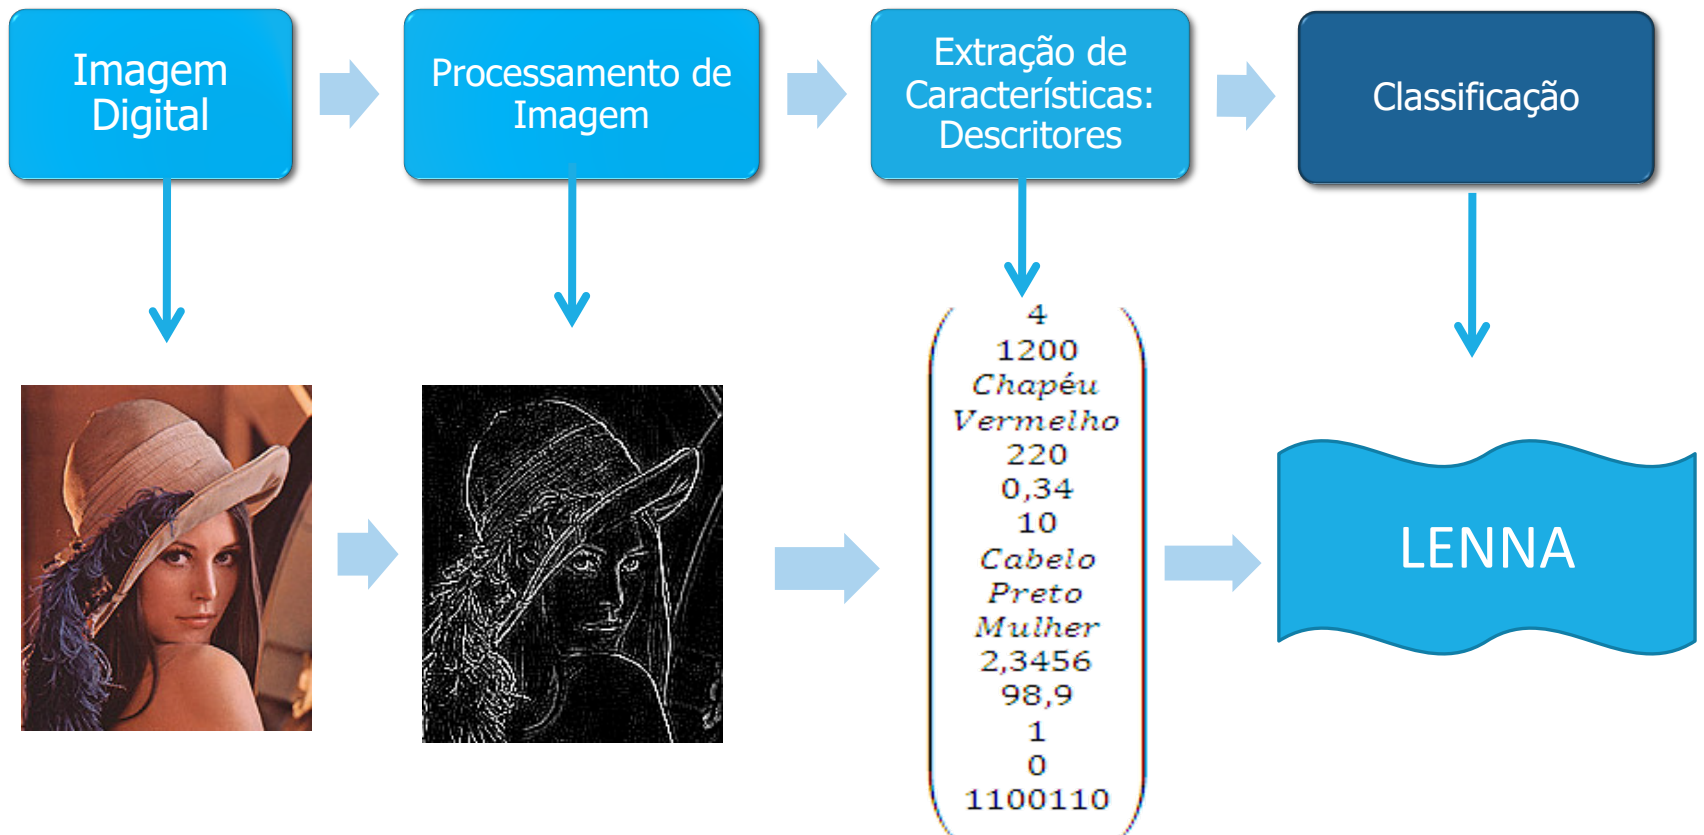 Imagem
Digital
Processamento de
Imagem
Extração de
Características:
Descritores
Classificação
4
1200
Chapéu
Vermelho
220
0,34
10
Cabelo
Preto
Mulher
2,3456
98,9
1
0
1100110
LENNA